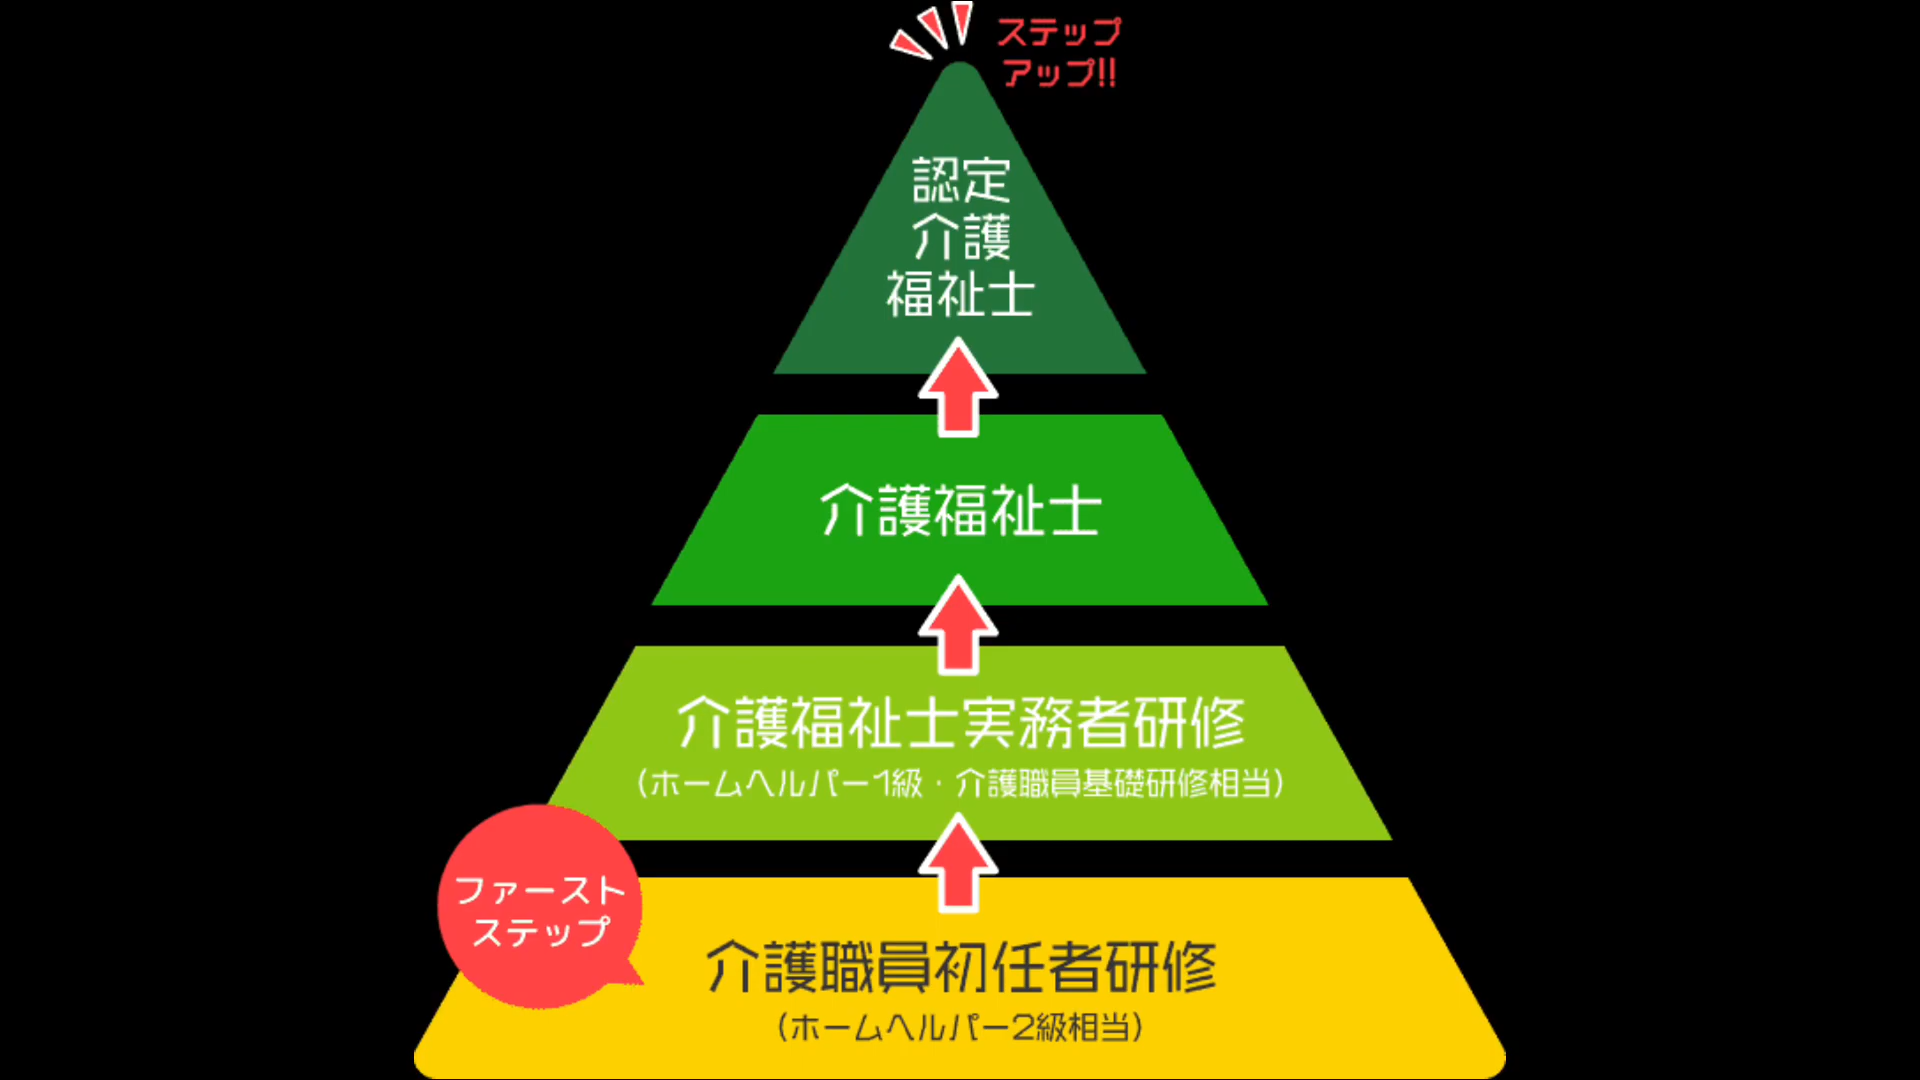 ステップ
アップ!!
認定
介護
福祉士
介護福祉士
介護福祉士実務者研修
（ホームヘルパー1級・介護職員基礎研修相当）
ファースト
ステップ
介護職員初任者研修
（ホームヘルパー2級相当）